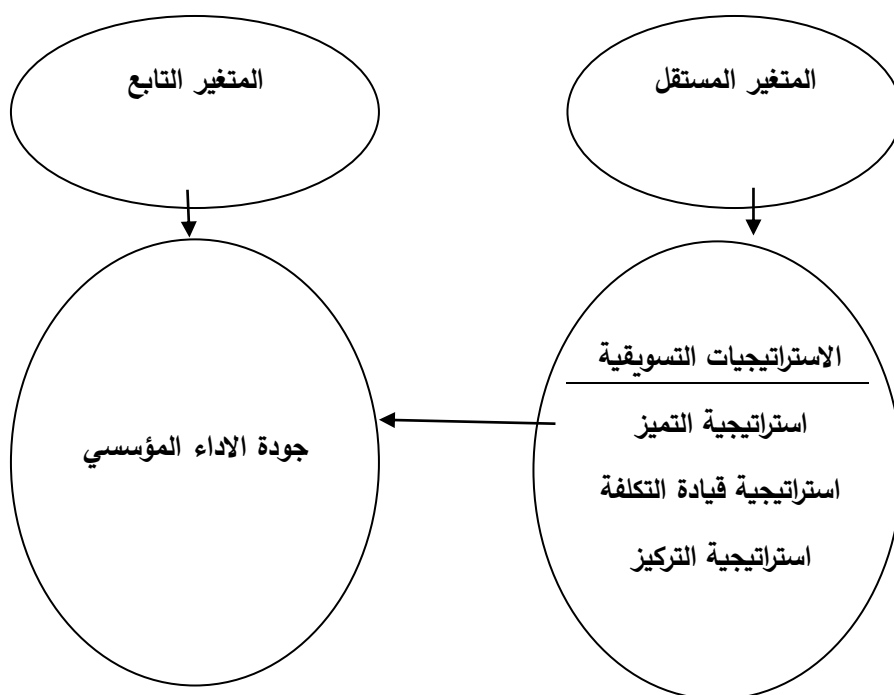 المتغير المستقل
المتغير التابع
الاستراتيجيات التسويقية
استراتيجية التميز
استراتيجية قيادة التكلفة
استراتيجية التركيز
جودة الاداء المؤسسي